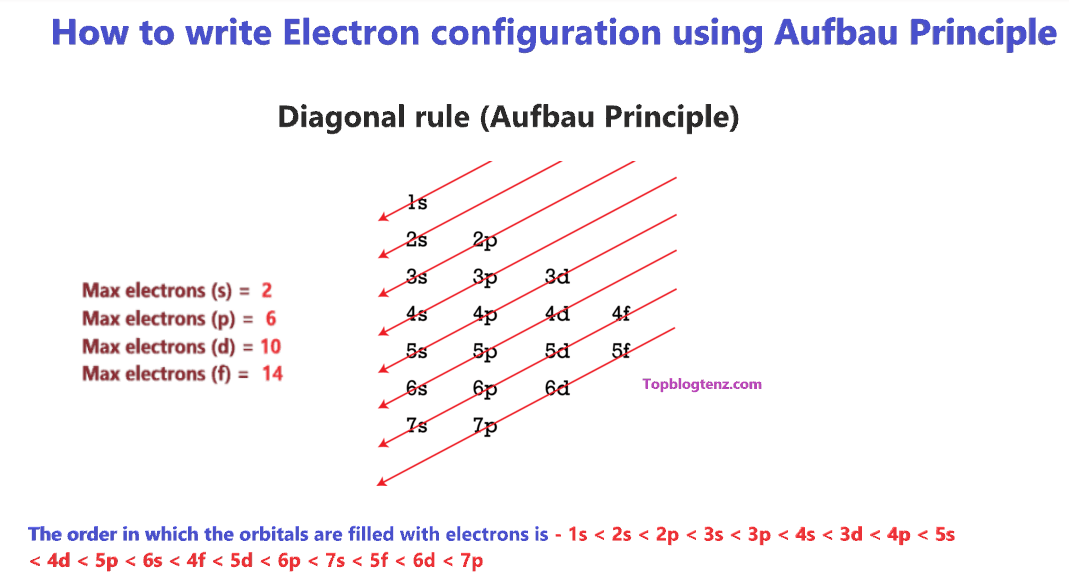 How to write Electron configuration using Aufbau Principle
Diagonal rule (Aufbau Principle)
1s
2s 2p
3s 3p 3d
4s 4p 4d 4f
5s 5p 5d 5f
6s 6p 6d
7s 7p
Max electrons (s) = 2
Max electrons (p) = 6
Max electrons (d) = 10
Max electrons (f) = 14
Topblogtenz.com
The order in which the orbitals are filled with electrons is - 1s < 2s < 2p < 3s < 3p < 4s < 3d < 4p < 5s
< 4d < 5p < 6s < 4f < 5d < 6p < 7s < 5f < 6d < 7p